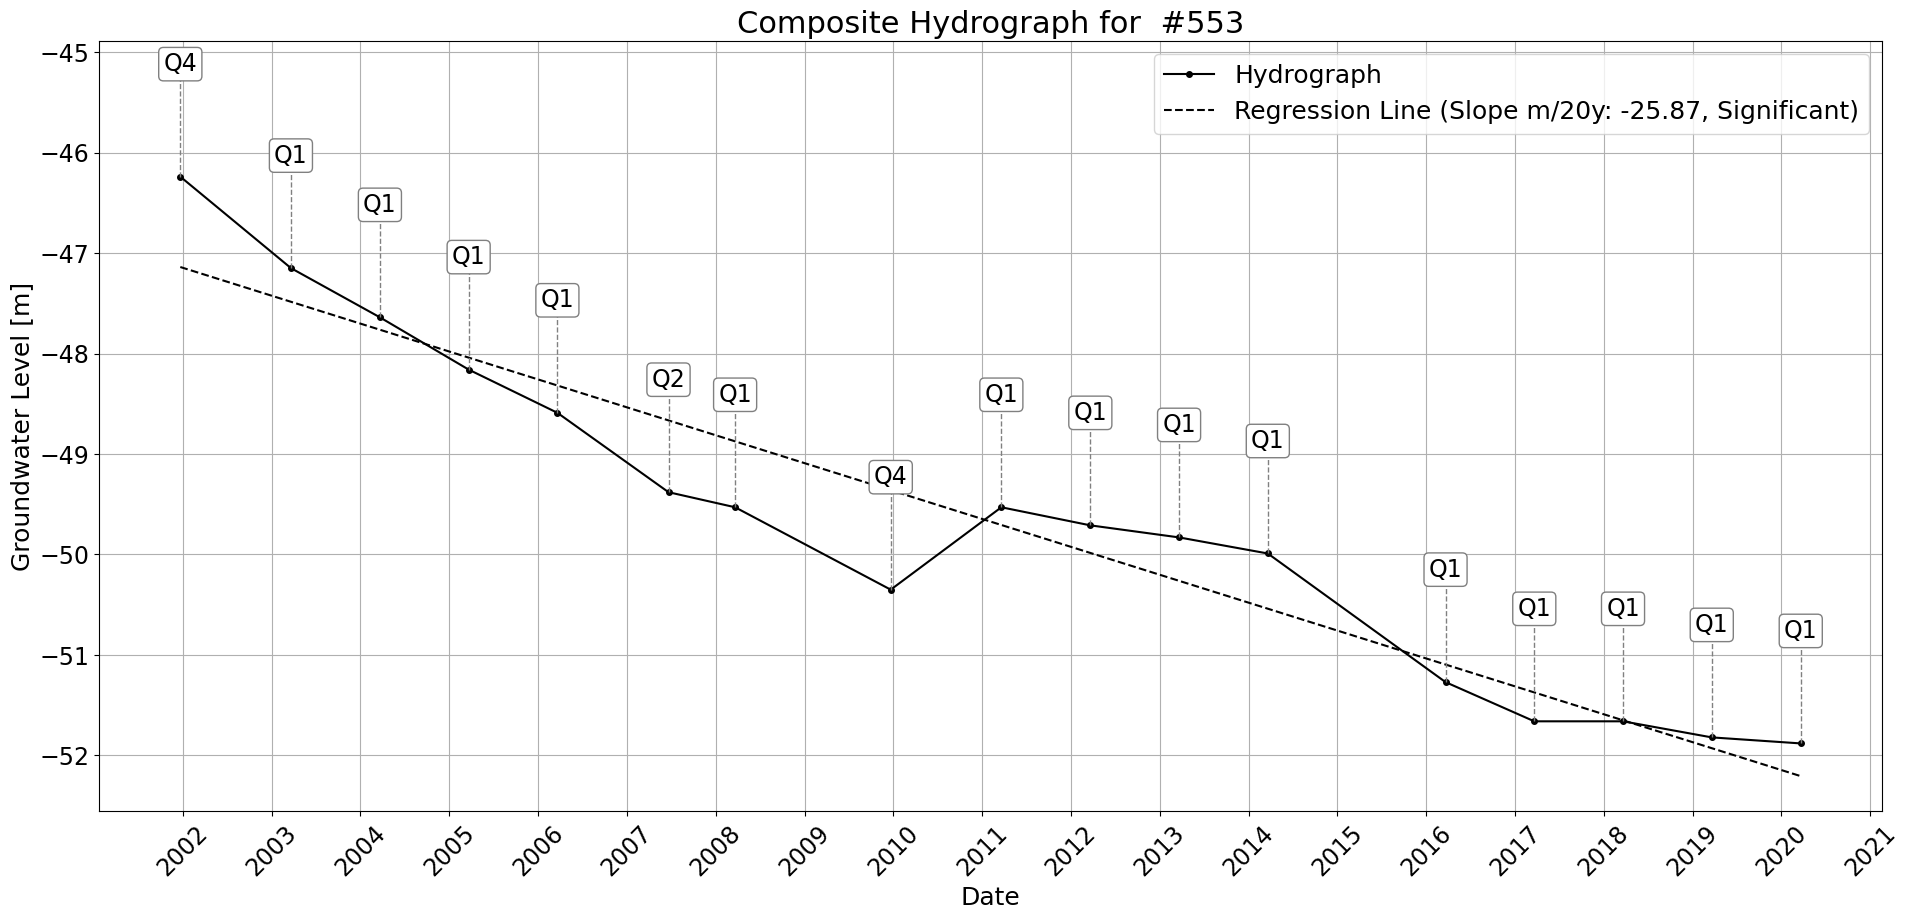 Composite Hydrograph for  #553
Hydrograph
Regression Line (Slope m/20y: -25.87, Significant)
Groundwater Level [m]
−45
−46
−47
−48
−49
−50
−51
−52
Q4
Q1
Q1
Q1
Q1
Q2
Q1
Q4
Q1
Q1
Q1
Q1
Q1
Q1
Q1
Q1
Q1
2002
2003
2004
2005
2006
2007
2008
2009
2010
2011
2012
2013
2014
2015
2016
2017
2018
2019
2020
2021
Date